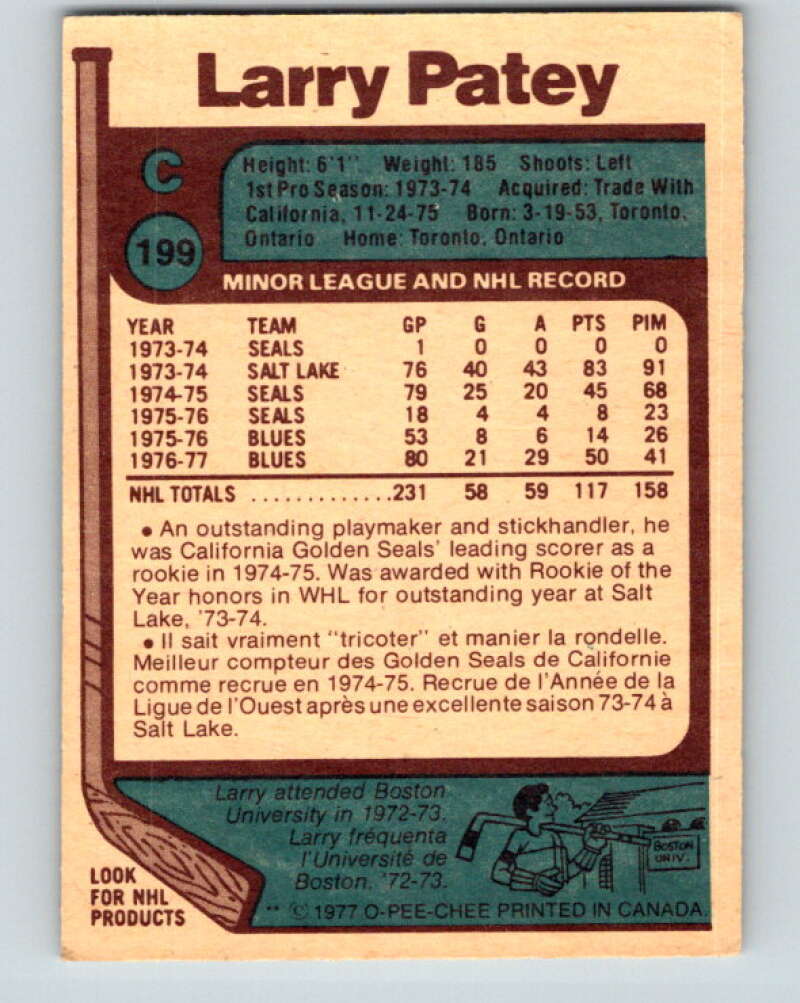 Larry Patey
C
Height: 6'1" Weight: 185 Shoots: Left
1st Pro Season: 1973-74 Acquired: Trade With
California, 11-24-75 Born: 3-19-53, Toronto,
Ontario Home: Toronto, Ontario
199
MINOR LEAGUE AND NHL RECORD
YEAR TEAM GP G A PTS PIM
1973-74 SEALS 1 0 0 0 0
1973-74 SALT LAKE 76 40 43 83 91
1974-75 SEALS 79 25 20 45 68
1975-76 SEALS 18 4 4 8 23
1975-76 BLUES 53 8 6 14 26
1976-77 BLUES 80 21 29 50 41
NHL TOTALS .............231 58 59 117 158
• An outstanding playmaker and stickhandler, he
was California Golden Seals' leading scorer as a
rookie in 1974-75. Was awarded with Rookie of the
Year honors in WHL for outstanding year at Salt
Lake, '73-74.
• Il sait vraiment "tricoter" et manier la rondelle.
Meilleur compteur des Golden Seals de Californie
comme recrue en 1974-75. Recrue de l'Année de la
Ligue de l'Ouest après une excellente saison 73-74 à
Salt Lake.
Larry attended Boston
University in 1972-73.
Larry fréquenta
l'Université de
Boston, '72-73.
BOSTON
UNIV.
LOOK
FOR NHL
PRODUCTS
** © 1977 O-PEE-CHEE PRINTED IN CANADA.